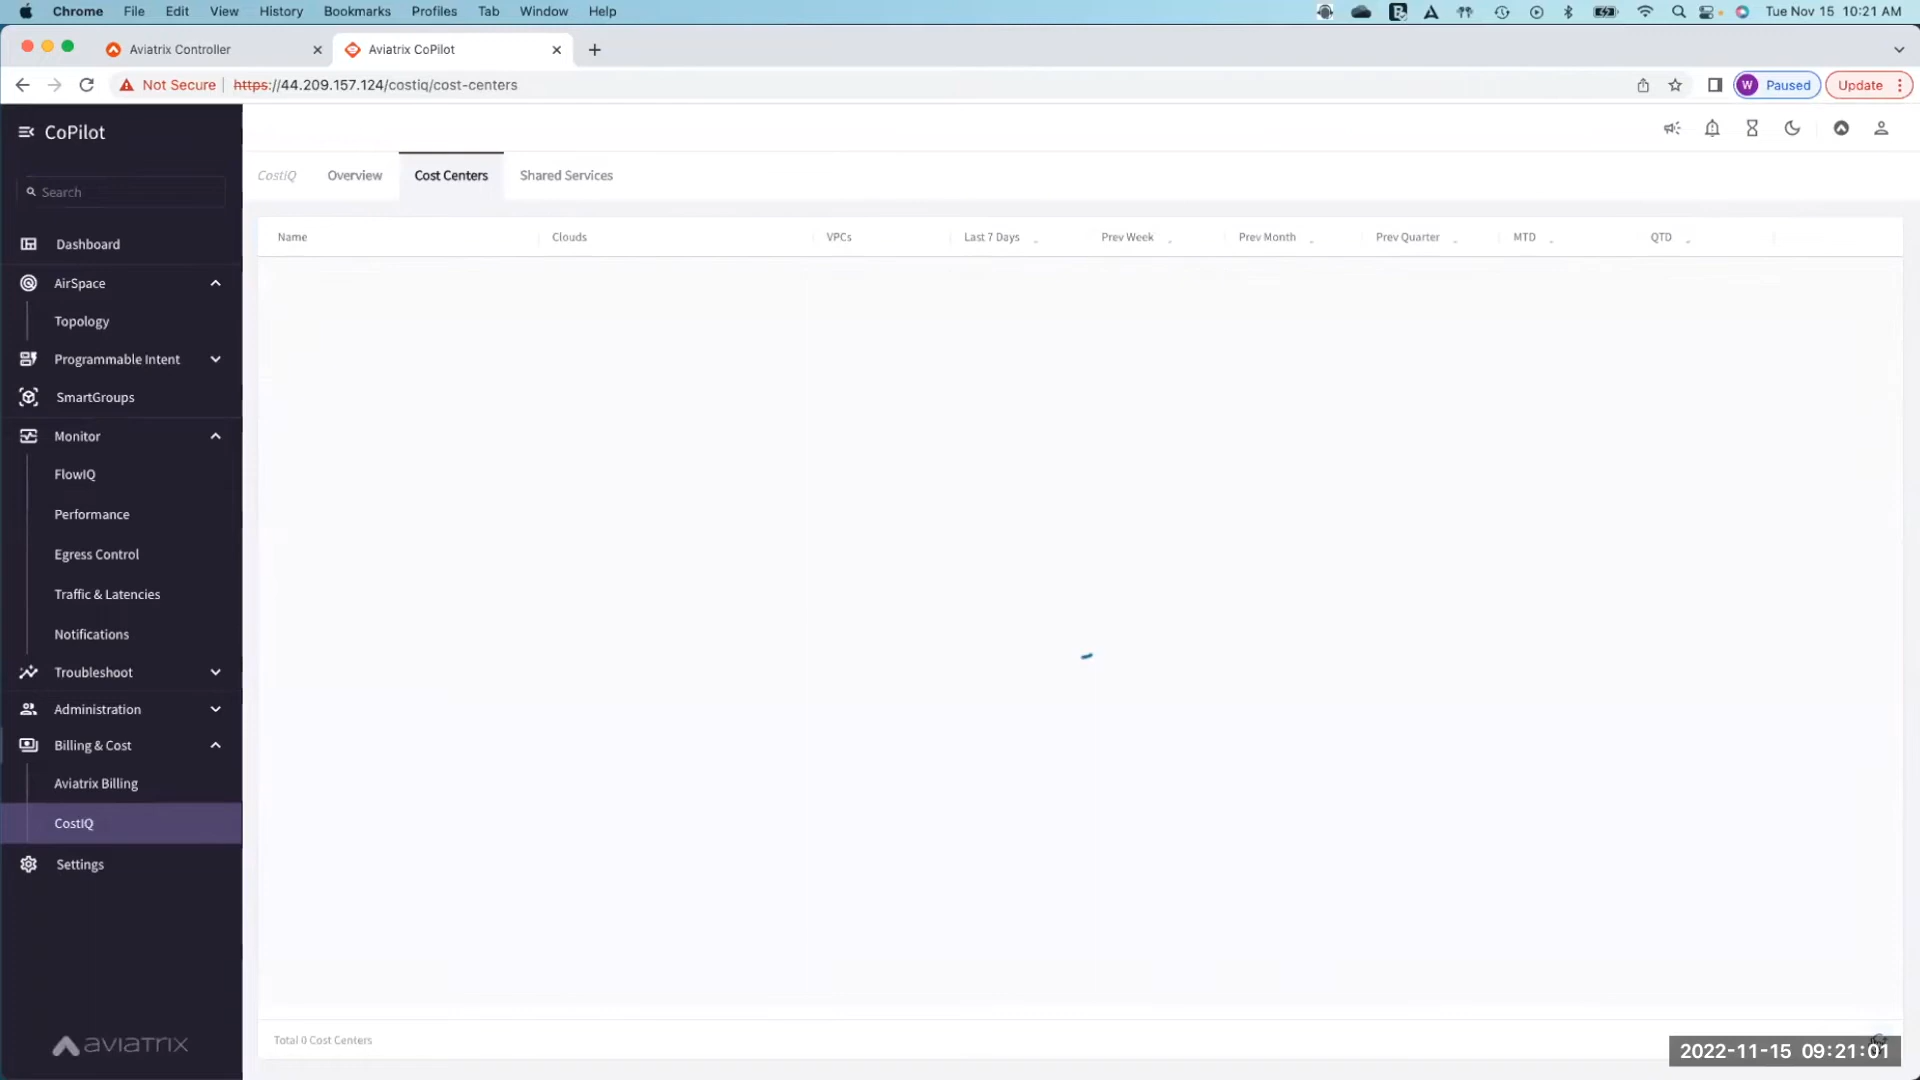 Chrome File Edit View History Bookmarks Profiles Tab Window Help Tue Nov 15 10:21 AM
Aviatrix Controller Aviatrix CoPilot
Not Secure https://44.209.157.124/costiq/cost-centers W Paused Update
CoPilot
CostIQ Overview Cost Centers Shared Services
Search
Name Clouds VPCs Last 7 Days Prev Week Prev Month Prev Quarter MTD QTD
Dashboard
AirSpace
Topology
Programmable Intent
SmartGroups
Monitor
FlowIQ
Performance
Egress Control
Traffic & Latencies
Notifications
Troubleshoot
Administration
Billing & Cost
Aviatrix Billing
CostIQ
Settings
Total 0 Cost Centers
aviatrix
2022-11-15 09:21:01